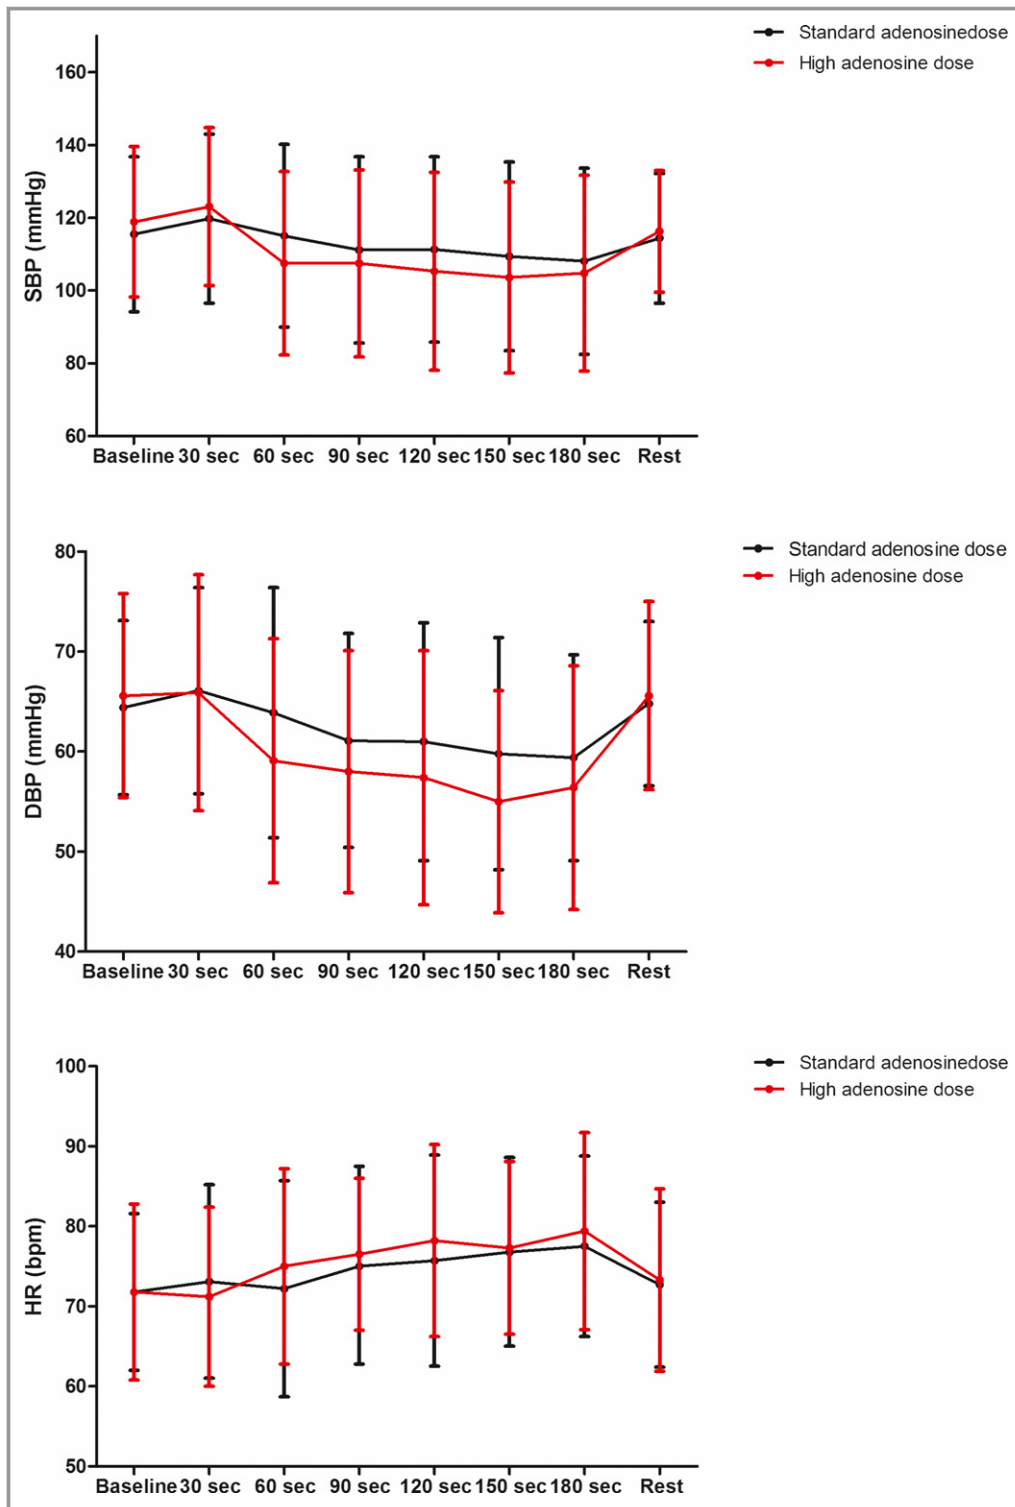 Standard adenosinedose
High adenosine dose
160
140
120
100
80
60
SBP (mmHg)
Baseline 30 sec 60 sec 90 sec 120 sec 150 sec 180 sec Rest
Standard adenosine dose
High adenosine dose
80
70
60
50
40
DBP (mmHg)
Baseline 30 sec 60 sec 90 sec 120 sec 150 sec 180 sec Rest
Standard adenosinedose
High adenosine dose
100
90
80
70
60
50
HR (bpm)
Baseline 30 sec 60 sec 90 sec 120 sec 150 sec 180 sec Rest